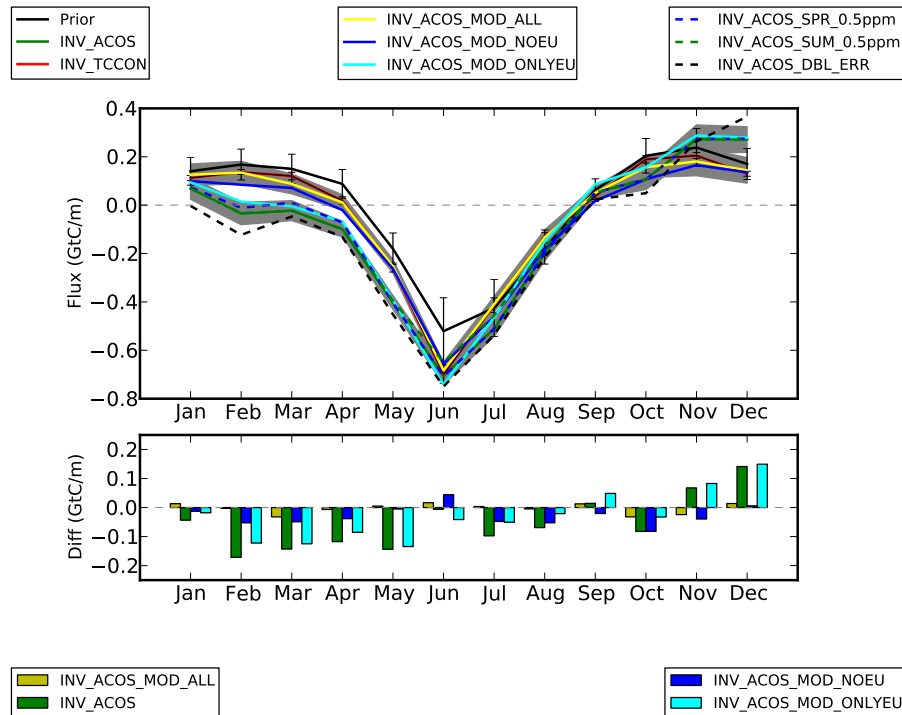 Prior
INV_ACOS
INV_TCCON
INV_ACOS_MOD_ALL
INV_ACOS_MOD_NOEU
INV_ACOS_MOD_ONLYEU
INV_ACOS_SPR_0.5ppm
INV_ACOS_SUM_0.5ppm
INV_ACOS_DBL_ERR
Flux (GtC/m)
0.4
0.2
0.0
−0.2
−0.4
−0.6
−0.8
Jan Feb Mar Apr May Jun Jul Aug Sep Oct Nov Dec
Diff (GtC/m)
0.2
0.1
0.0
−0.1
−0.2
Jan Feb Mar Apr May Jun Jul Aug Sep Oct Nov Dec
INV_ACOS_MOD_ALL
INV_ACOS
INV_ACOS_MOD_NOEU
INV_ACOS_MOD_ONLYEU